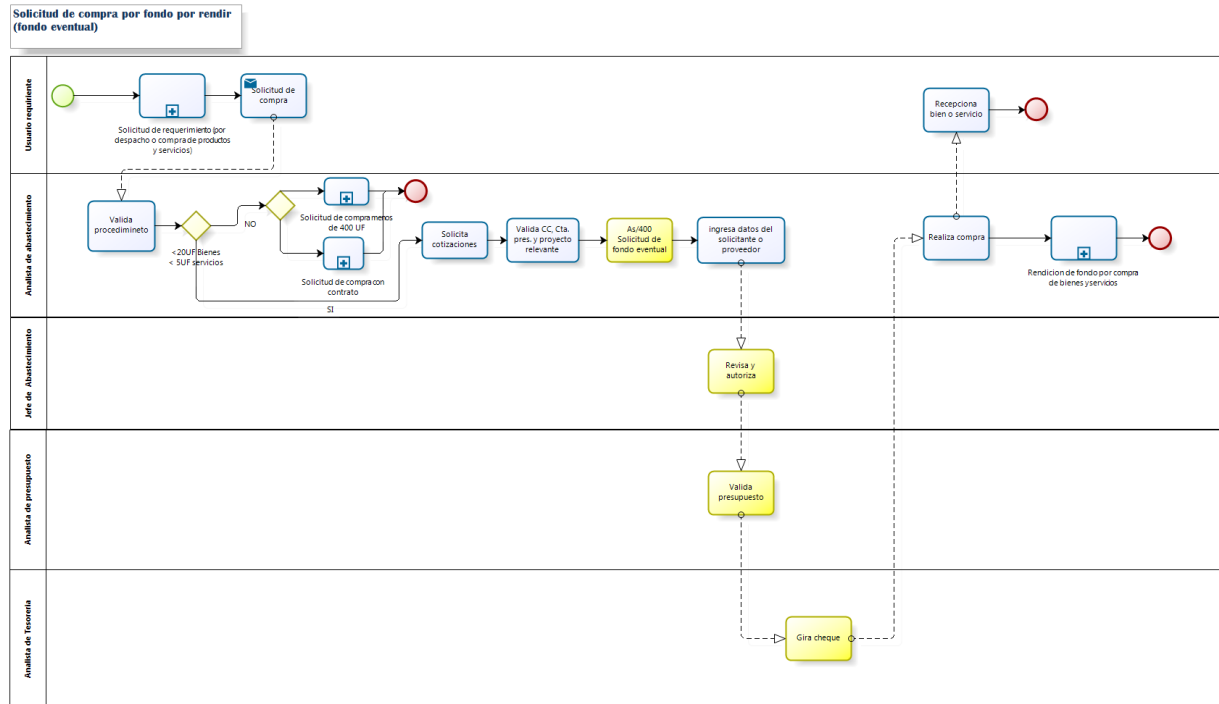 Solicitud de compra por fondo por rendir
(fondo eventual)
Usuario requiriente
Solicitud de requerimiento (por
despacho o compra de productos
y servicios)
Solicitud de
compra
Recepciona
bien o servicio
Analista de abastecimiento
Valida
procedimineto
<20UF Bienes
< 5UF servicios
NO
SI
Solicitud de compra menos
de 400 UF
Solicitud de compra con
contrato
Solicita
cotizaciones
Valida CC, Cta.
pres. y proyecto
relevante
As/400
Solicitud de
fondo eventual
ingresa datos del
solicitante o
proveedor
Realiza compra
Rendicion de fondo por compra
de bienes y servicios
Jefe de Abastecimiento
Revisa y
autoriza
Analista de presupuesto
Valida
presupuesto
Analista de Tesorería
Gira cheque